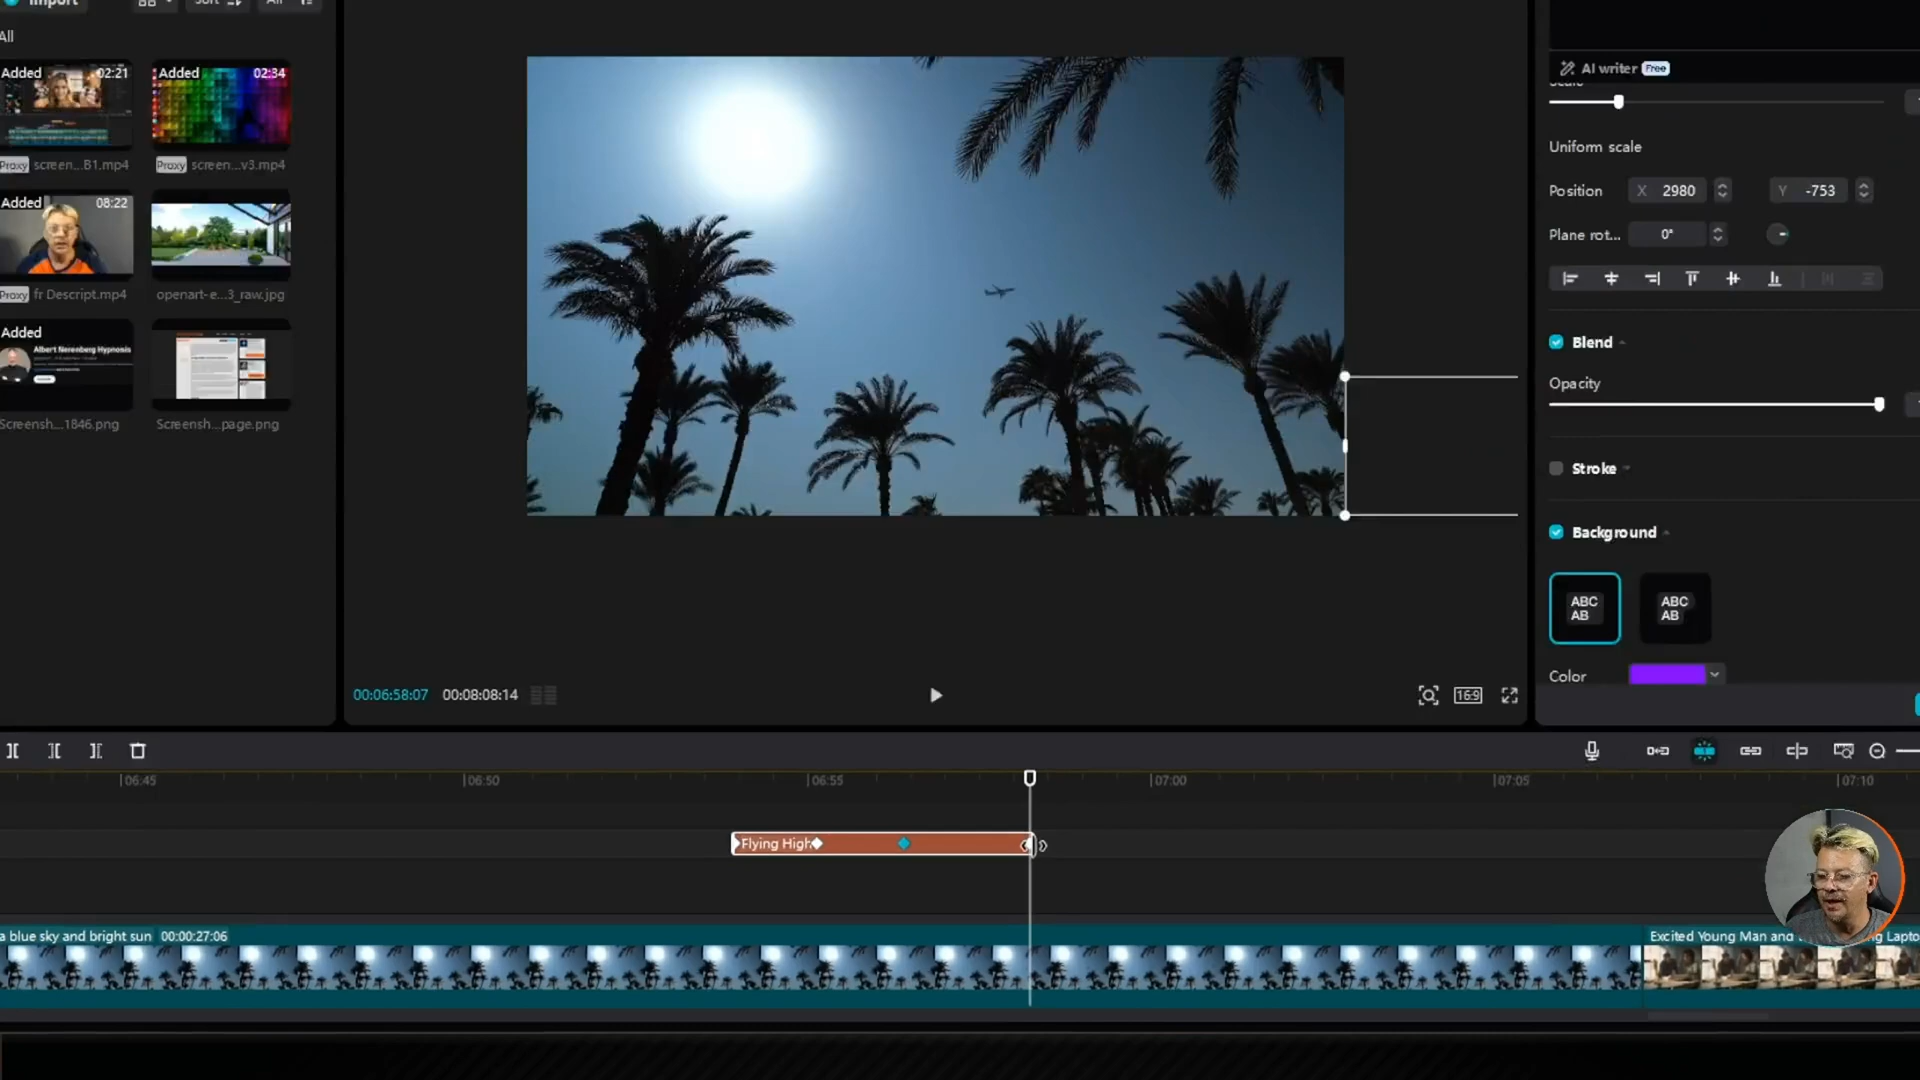 Import
Sort
All
All
Added 02:21
Added 02:34
Proxy screen...B1.mp4
Proxy screen...v3.mp4
Added 08:22
Proxy fr Descript.mp4
openart-e...3_raw.jpg
Added
Albert Nerenberg Hypnosis
Screensh...1846.png
Screensh...page.png
00:06:58:07 00:08:08:14
16:9
AI writer Free
Scale
Uniform scale
Position X 2980 Y -753
Plane rot... 0°
Blend
Opacity
Stroke
Background
ABC
AB
ABC
AB
Color
06:45 06:50 06:55 07:00 07:05 07:10
Flying High
a blue sky and bright sun 00:00:27:06
Excited Young Man and
ng Lapto